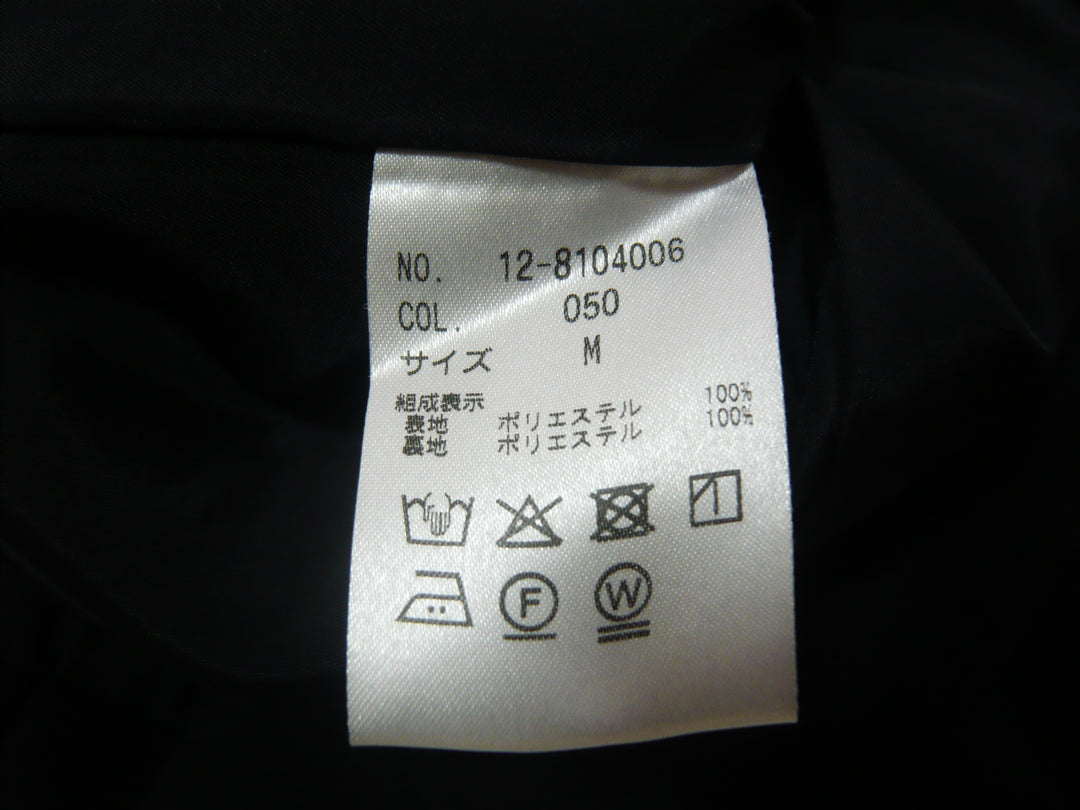 NO. 12-8104006
COL. 050
サイズ M
組成表示
表地 ポリエステル 100%
裏地 ポリエステル 100%
F W